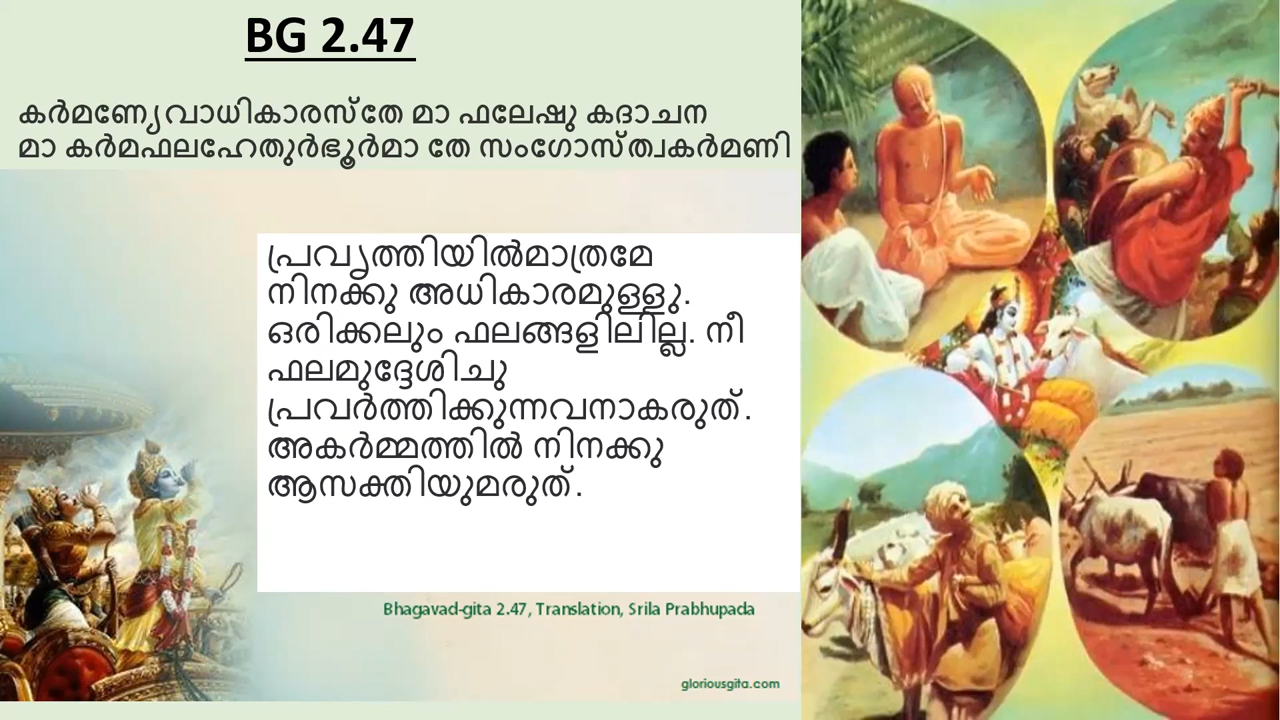 BG 2.47
കർമണ്യേവാധികാരസ്തേ മാ ഫലേഷു കദാചന
മാ കർമഫലഹേതുർഭൂർമാ തേ സംഗോസ്ത്വകർമണി
പ്രവൃത്തിയിൽമാത്രമേ
നിനക്കു അധികാരമുള്ളു.
ഒരിക്കലും ഫലങ്ങളിലില്ല. നീ
ഫലമുദ്ദേശിചു
പ്രവർത്തിക്കുന്നവനാകരുത്.
അകർമ്മത്തിൽ നിനക്കു
ആസക്തിയുമരുത്.
Bhagavad-gita 2.47, Translation, Srila Prabhupada
gloriousgita.com